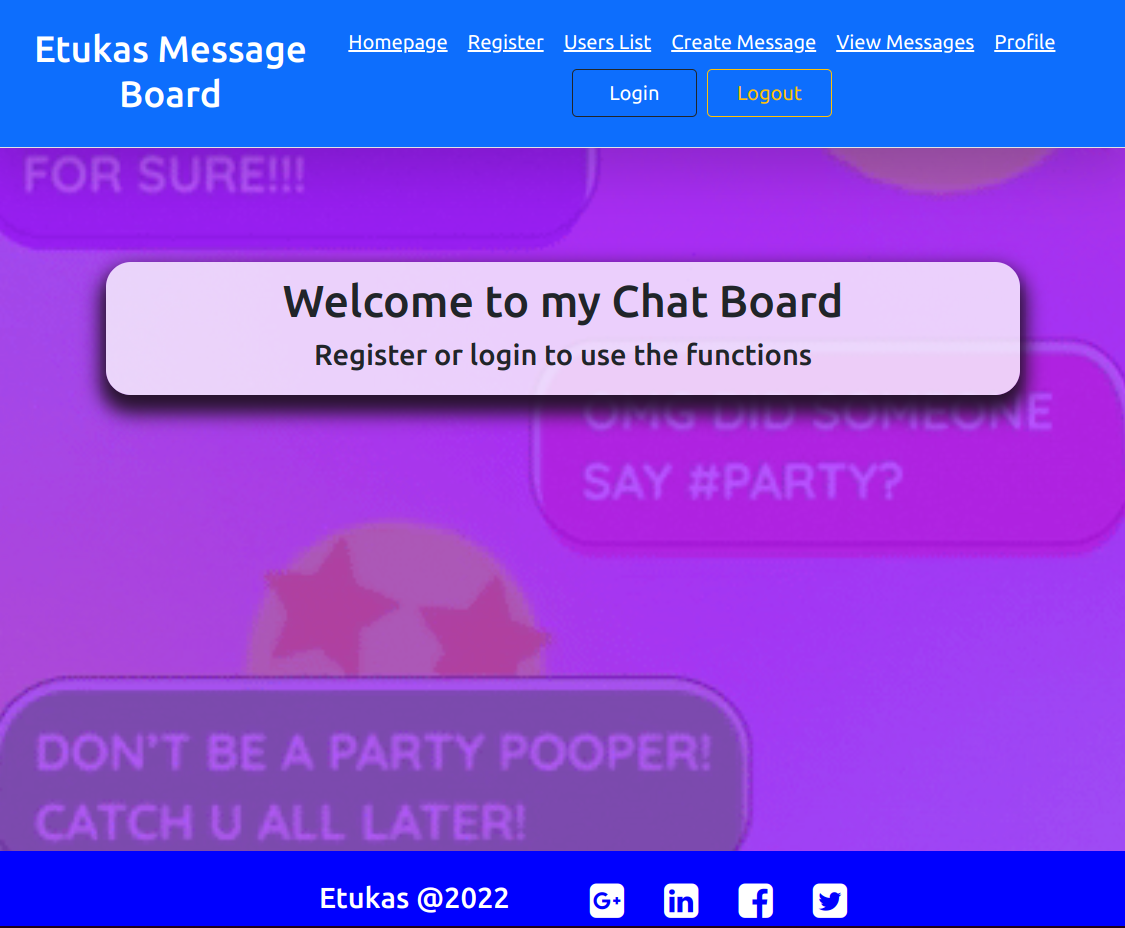 Etukas Message
Board
Homepage Register Users List Create Message View Messages Profile
Login Logout
FOR SURE!!!
Welcome to my Chat Board
Register or login to use the functions
OMG DID SOMEONE
SAY #PARTY?
DON'T BE A PARTY POOPER!
CATCH U ALL LATER!
Etukas @2022 G+ in f